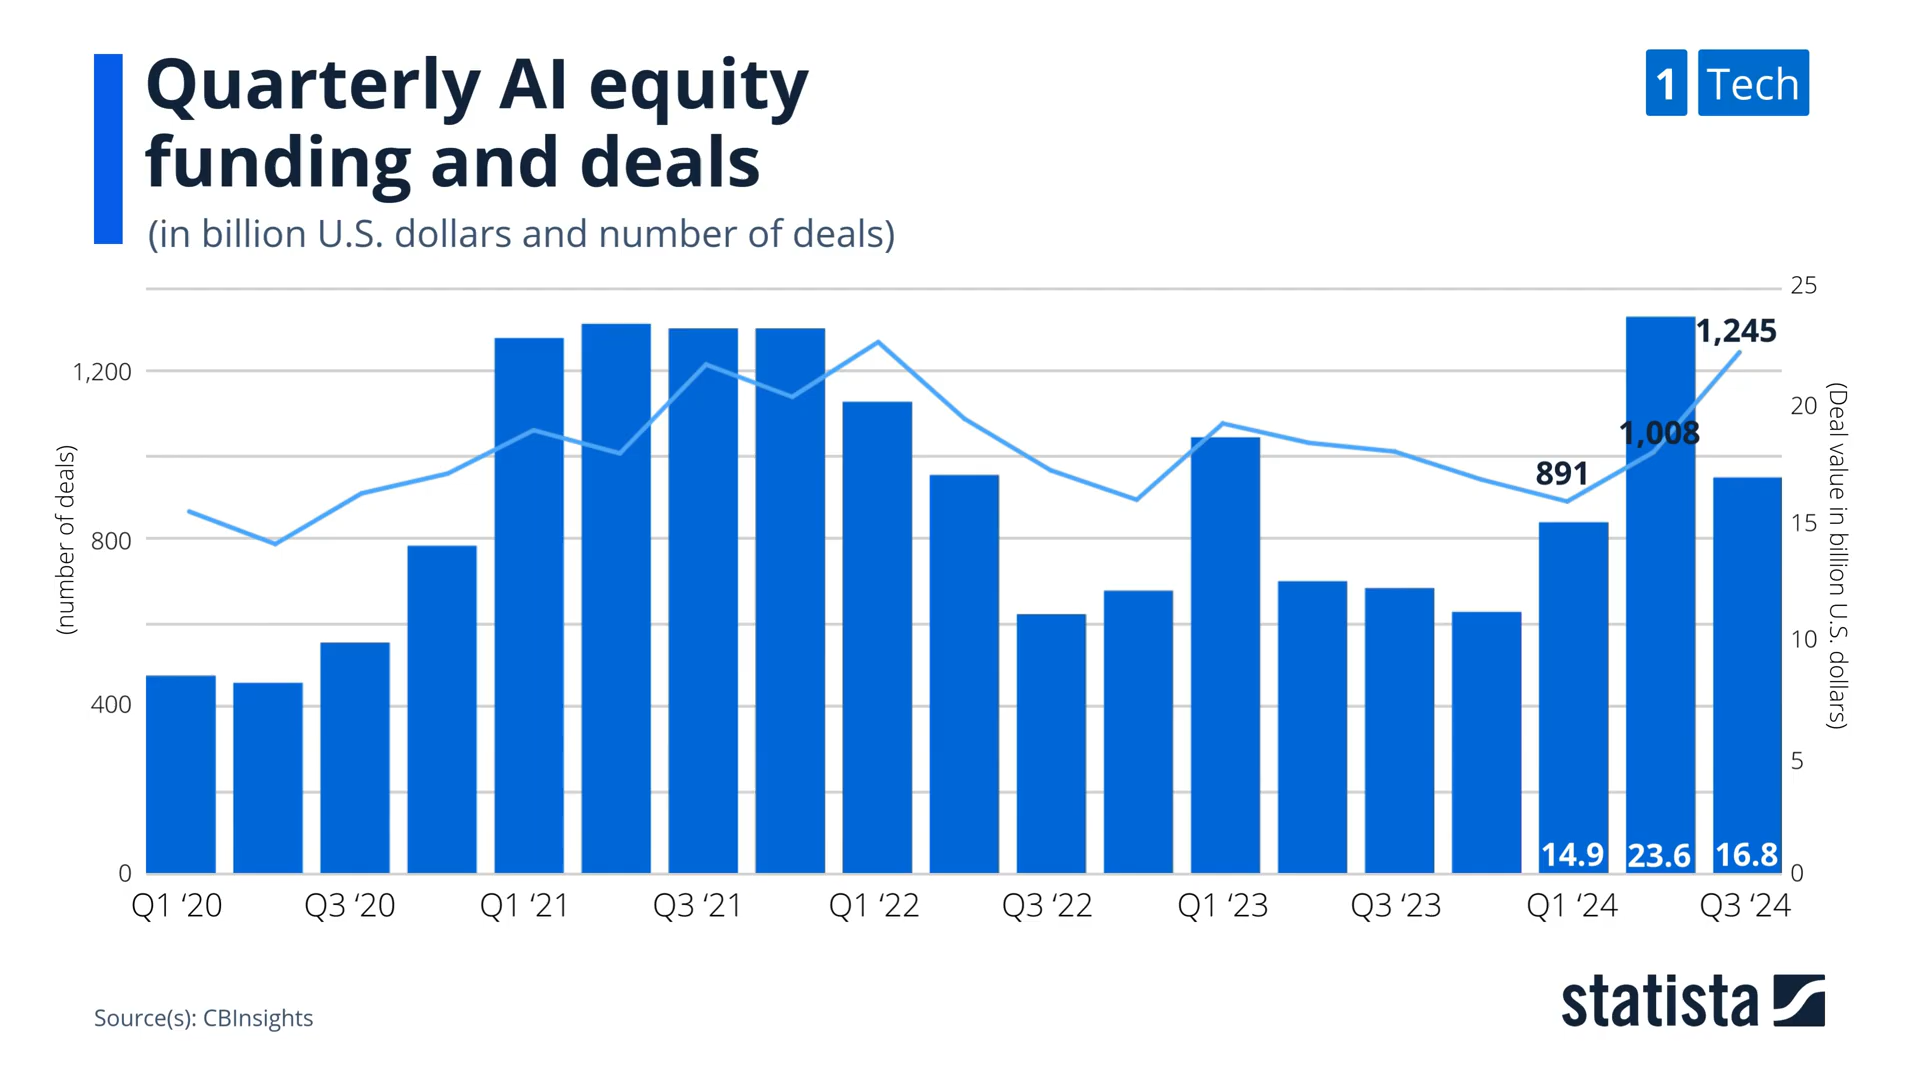 Quarterly AI equity
funding and deals
(in billion U.S. dollars and number of deals)
1 Tech
25
1,245
1,200
20
1,008
891
15
800
10
400
5
0
0
(number of deals)
(Deal value in billion U.S. dollars)
14.9 23.6 16.8
Q1 ‘20 Q3 ‘20 Q1 ‘21 Q3 ‘21 Q1 ‘22 Q3 ‘22 Q1 ‘23 Q3 ‘23 Q1 ‘24 Q3 ‘24
Source(s): CBInsights
statista